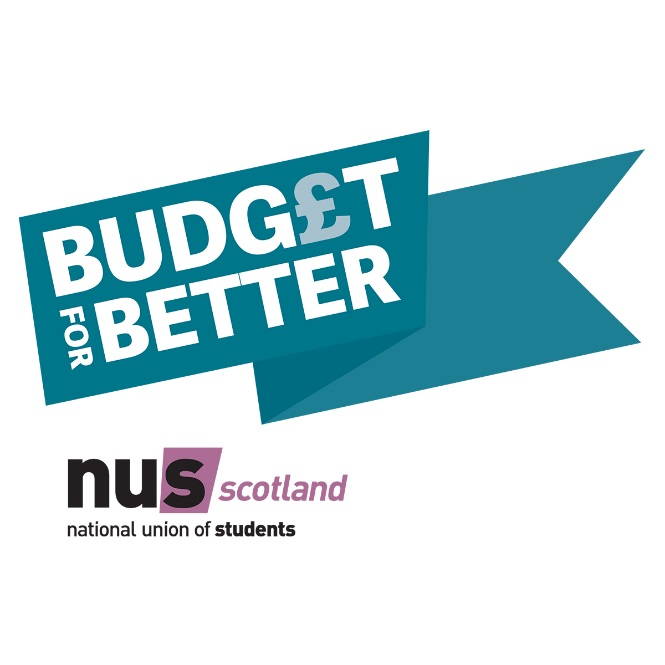 BUDG£T
FOR BETTER
nus scotland
national union of students